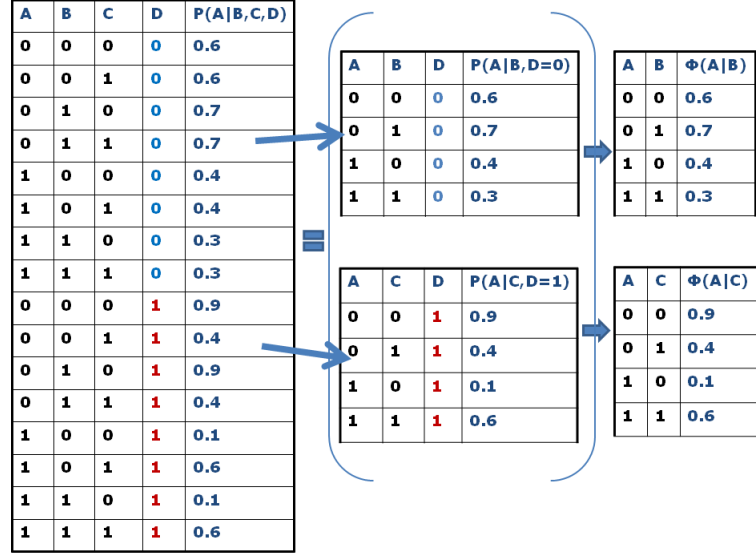 A B C D P(A|B,C,D)
0 0 0 0 0.6
0 0 1 0 0.6
0 1 0 0 0.7
0 1 1 0 0.7
1 0 0 0 0.4
1 0 1 0 0.4
1 1 0 0 0.3
1 1 1 0 0.3
0 0 0 1 0.9
0 0 1 1 0.4
0 1 0 1 0.9
0 1 1 1 0.4
1 0 0 1 0.1
1 0 1 1 0.6
1 1 0 1 0.1
1 1 1 1 0.6
A B D P(A|B,D=0)
0 0 0 0.6
0 1 0 0.7
1 0 0 0.4
1 1 0 0.3
A C D P(A|C,D=1)
0 0 1 0.9
0 1 1 0.4
1 0 1 0.1
1 1 1 0.6
A B Φ(A|B)
0 0 0.6
0 1 0.7
1 0 0.4
1 1 0.3
A C Φ(A|C)
0 0 0.9
0 1 0.4
1 0 0.1
1 1 0.6